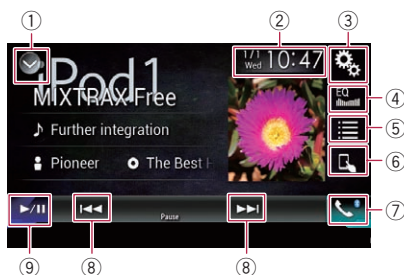 ① ② ③
iPod1
1/1
Wed 10:47
MIXTRAX Free
EQ
④
Further integration
⑤
Pioneer The Best
⑥
Pause
⑦
⑨ ⑧ ⑧